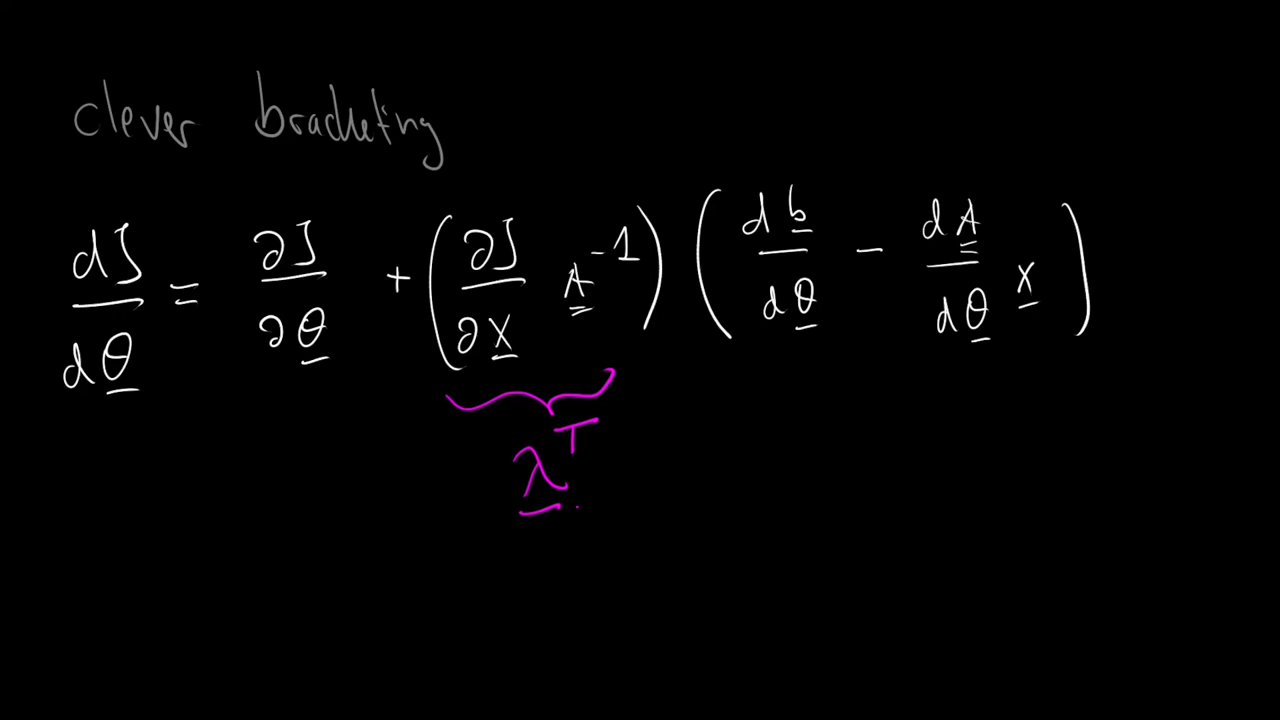 clever bracketing
dJ/dθ = ∂J/∂θ + (∂J/∂x A⁻¹) (db/dθ − dA/dθ x)
λᵀ